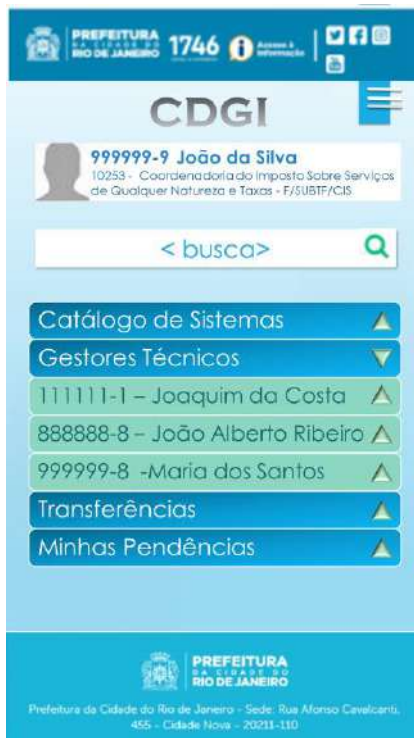 PREFEITURA
DA CIDADE DO
RIO DE JANEIRO
1746
Acesso à
Informação
CDGI
999999-9 João da Silva
10253 - Coordenadoria do Imposto Sobre Serviços
de Qualquer Natureza e Taxas - F/SUBTF/CIS
< busca>
Catálogo de Sistemas
Gestores Técnicos
111111-1 – Joaquim da Costa
888888-8 – João Alberto Ribeiro
999999-8 -Maria dos Santos
Transferências
Minhas Pendências
PREFEITURA
DA CIDADE DO
RIO DE JANEIRO
Prefeitura da Cidade do Rio de Janeiro - Sede: Rua Afonso Cavalcanti,
455 - Cidade Nova - 20211-110